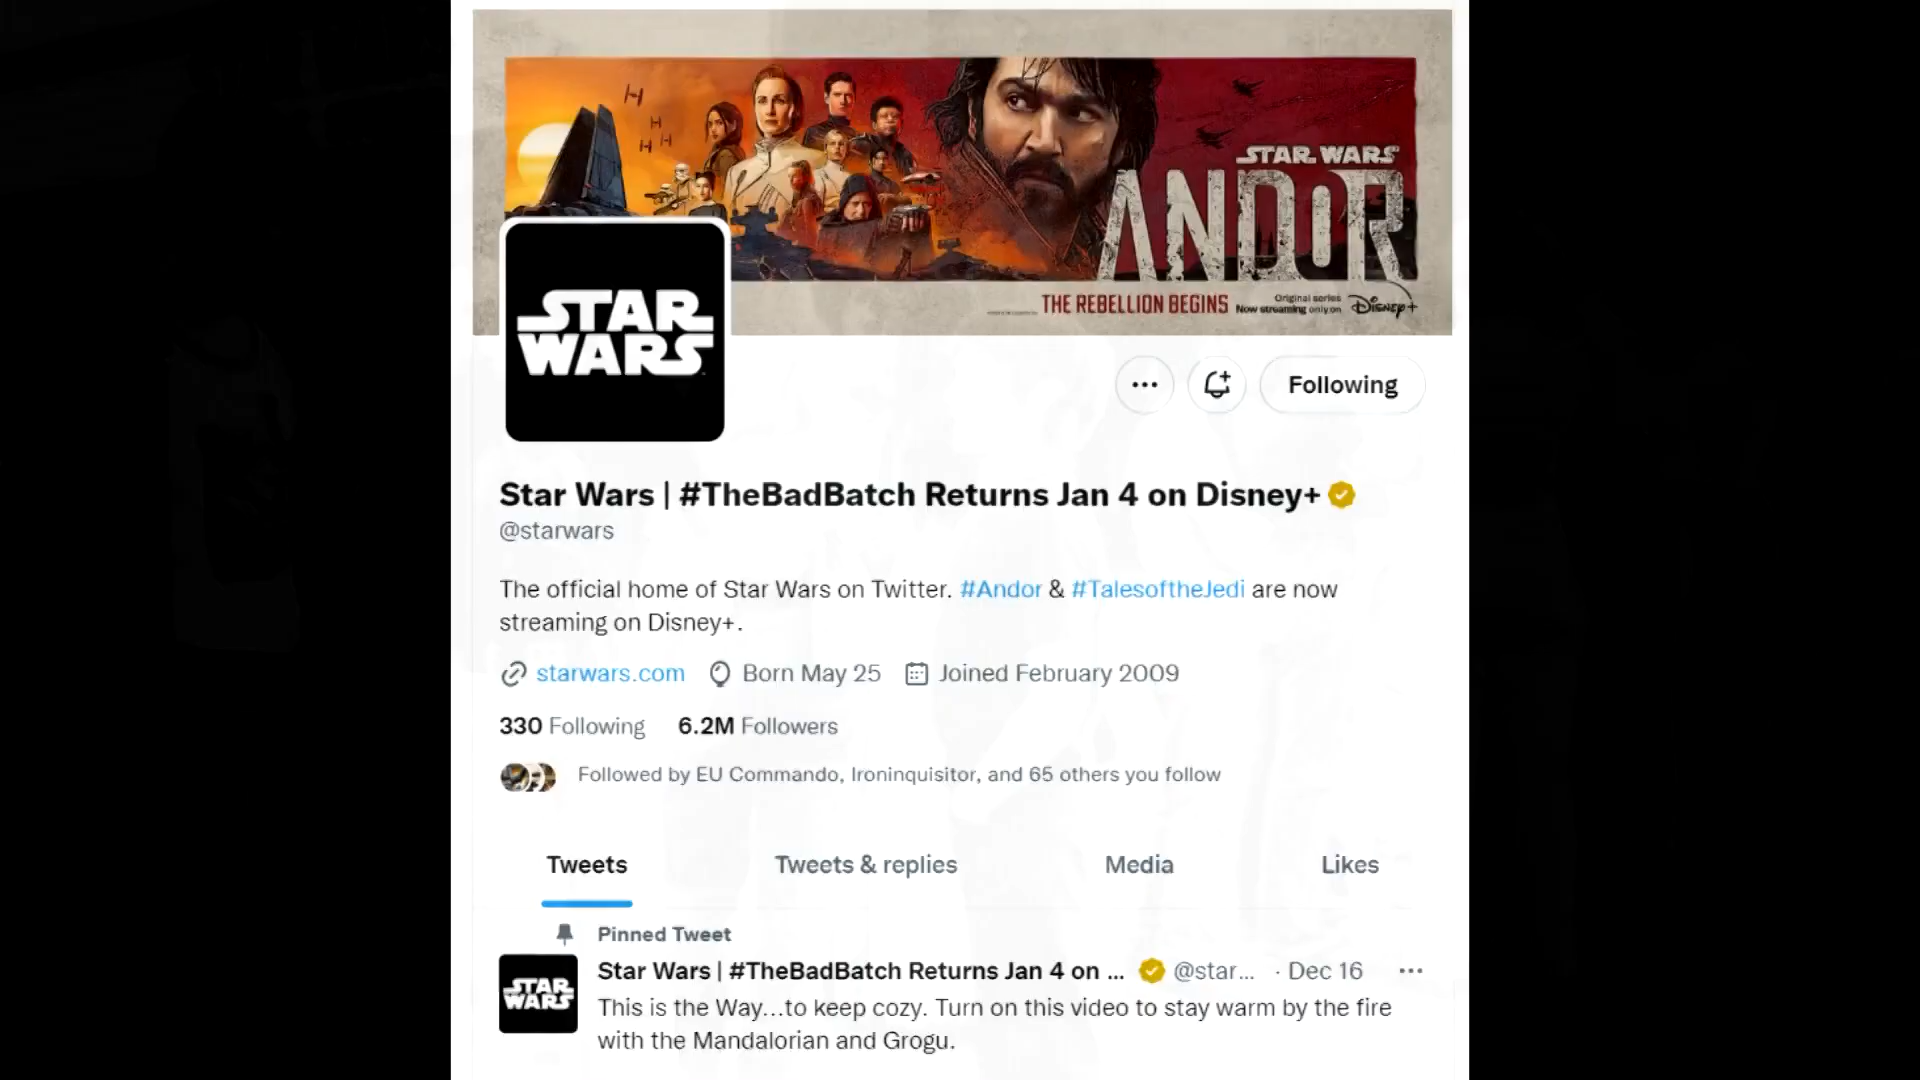 STAR WARS
ANDOR
THE REBELLION BEGINS
Original series
Now streaming only on
Disney+
STAR
WARS
Following
Star Wars | #TheBadBatch Returns Jan 4 on Disney+
@starwars
The official home of Star Wars on Twitter. #Andor & #TalesoftheJedi are now
streaming on Disney+.
starwars.com Born May 25 Joined February 2009
330 Following 6.2M Followers
Followed by EU Commando, Ironinquisitor, and 65 others you follow
Tweets Tweets & replies Media Likes
Pinned Tweet
STAR
WARS
Star Wars | #TheBadBatch Returns Jan 4 on ... @star... · Dec 16
This is the Way...to keep cozy. Turn on this video to stay warm by the fire
with the Mandalorian and Grogu.